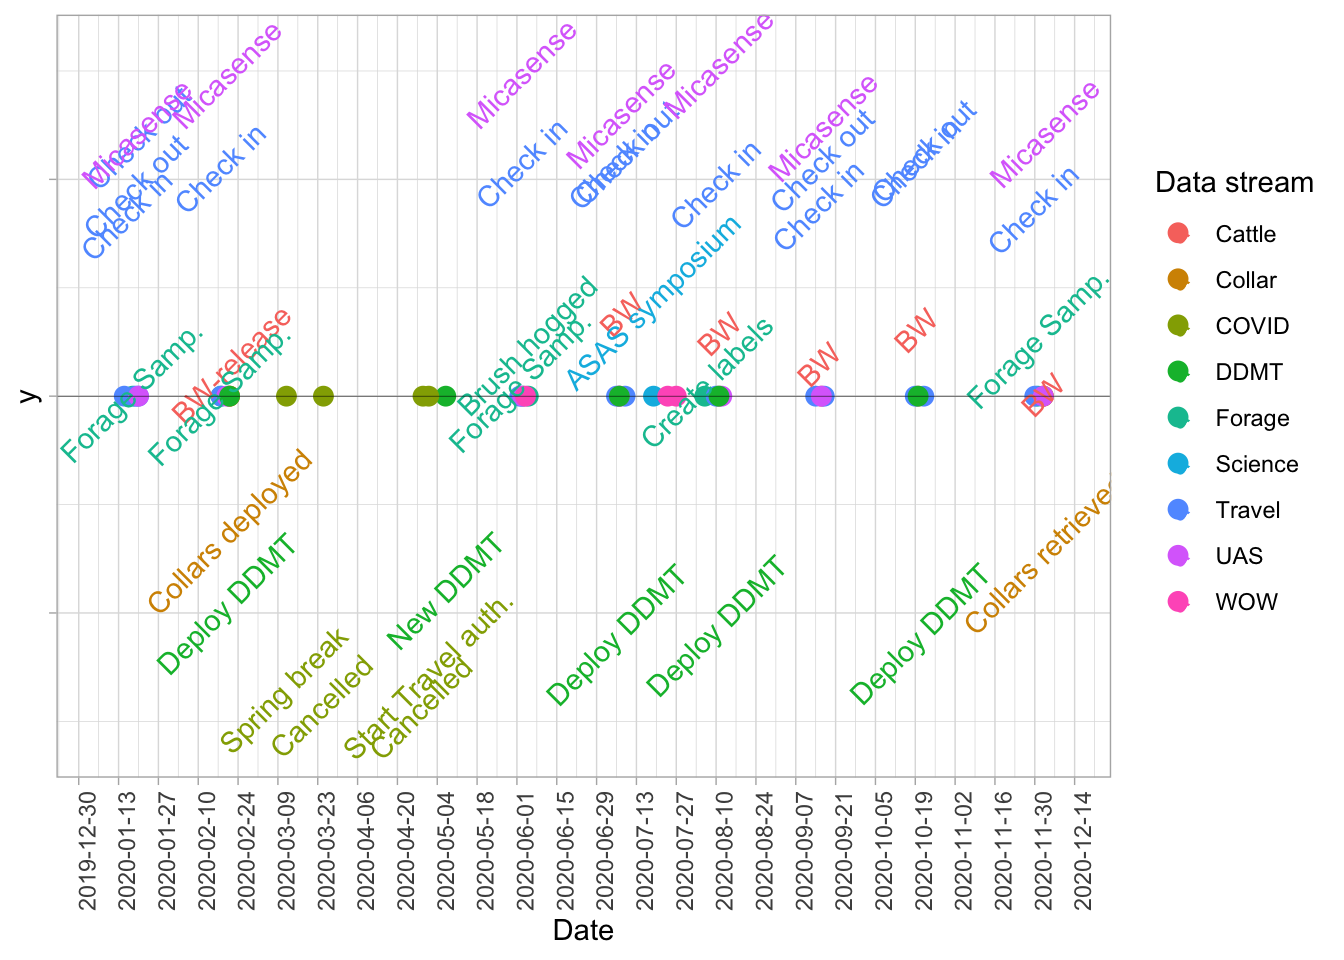 Micasense
Micasense
Micasense
Micasense
Micasense
Micasense
Micasense
Check out
Check out
Check in
Check in
Check in
Check in
Check out
Check in
Check out
Check in
Check in
Check out
Check in
ASAS symposium
Forage Samp.
BW-release
Forage Samp.
Brush hogged
Forage Samp.
BW
BW
Create labels
BW
BW
Forage Samp.
BW
Collars deployed
Deploy DDMT
Spring break
Cancelled
New DDMT
Start Travel auth.
Cancelled
Deploy DDMT
Deploy DDMT
Deploy DDMT
Collars retrieved
y
2019-12-30
2020-01-13
2020-01-27
2020-02-10
2020-02-24
2020-03-09
2020-03-23
2020-04-06
2020-04-20
2020-05-04
2020-05-18
2020-06-01
2020-06-15
2020-06-29
2020-07-13
2020-07-27
2020-08-10
2020-08-24
2020-09-07
2020-09-21
2020-10-05
2020-10-19
2020-11-02
2020-11-16
2020-11-30
2020-12-14
Date
Data stream
Cattle
Collar
COVID
DDMT
Forage
Science
Travel
UAS
WOW